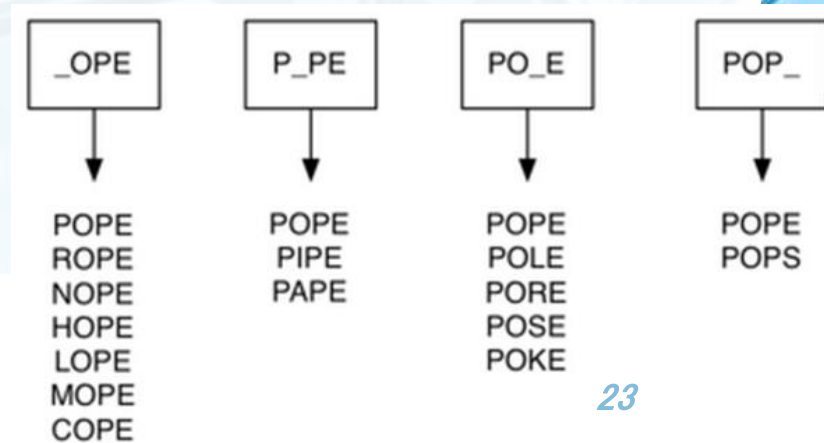 _OPE
P_PE
PO_E
POP_
POPE
ROPE
NOPE
HOPE
LOPE
MOPE
COPE
POPE
PIPE
PAPE
POPE
POLE
PORE
POSE
POKE
POPE
POPS
23